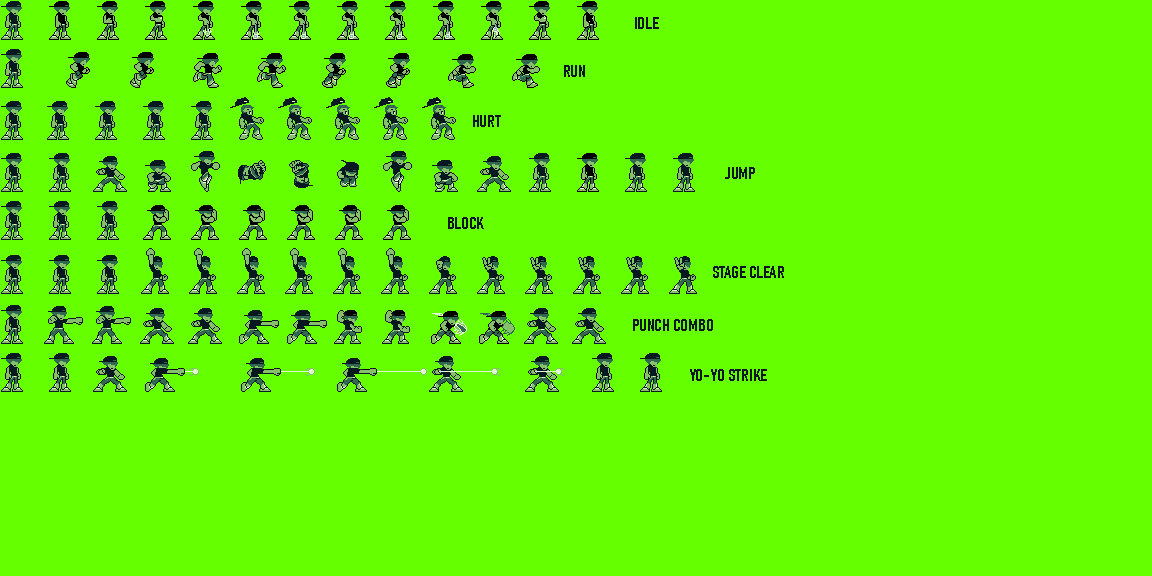 IDLE
RUN
HURT
JUMP
BLOCK
STAGE CLEAR
PUNCH COMBO
YO-YO STRIKE